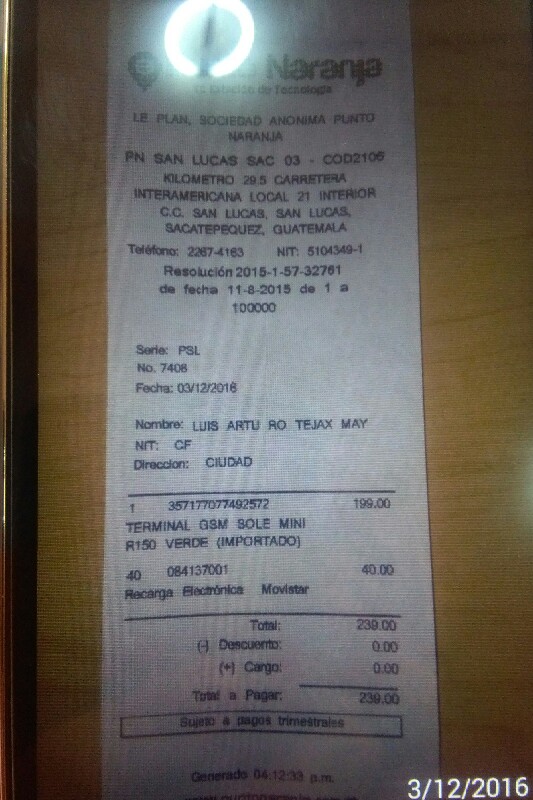 Naranja
de Tecnología
LE PLAN, SOCIEDAD ANONIMA PUNTO
NARANJA
PN SAN LUCAS SAC 03 - COD2106
KILOMETRO 29.5 CARRETERA
INTERAMERICANA LOCAL 21 INTERIOR
C.C. SAN LUCAS, SAN LUCAS,
SACATEPEQUEZ, GUATEMALA
Teléfono: 2267-4163 NIT: 5104349-1
Resolución 2015-1-57-32761
de fecha 11-8-2015 de 1 a
100000
Serie: PSL
No. 7406
Fecha: 03/12/2016
Nombre: LUIS ARTU RO TEJAX MAY
NIT: CF
Direccion: CIUDAD
1 357177077492572 199.00
TERMINAL GSM SOLE MINI
R150 VERDE (IMPORTADO)
40 084137001 40.00
Recarga Electrónica Movistar
Total: 239.00
(-) Descuento: 0.00
(+) Cargo: 0.00
Total a Pagar: 239.00
Sujeto a pagos trimestrales
Generado 04:12:33 p.m.
3/12/2016